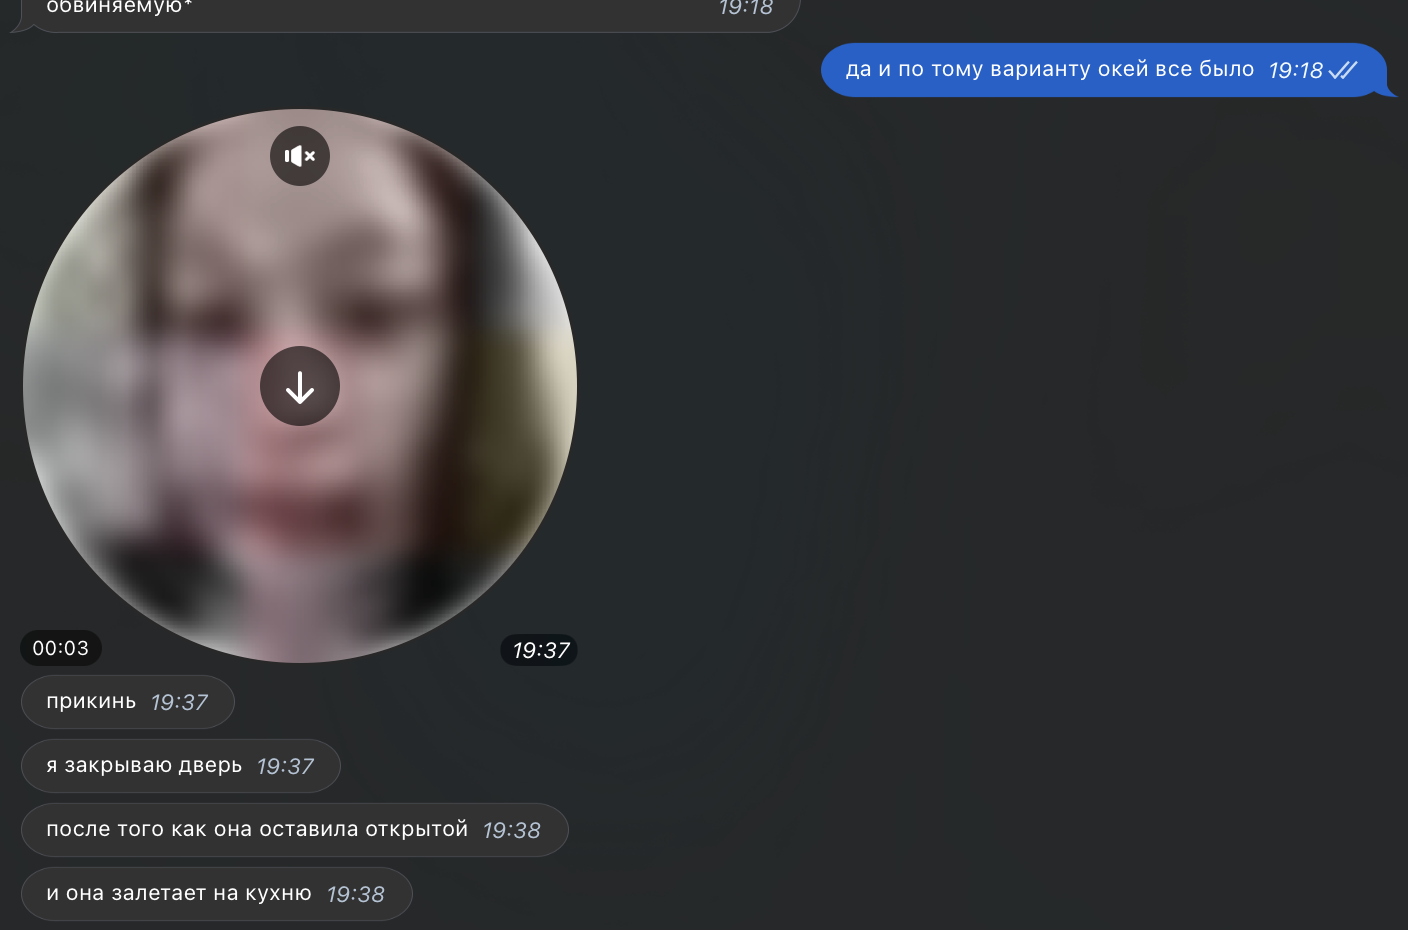 обвиняемую* 19:18
да и по тому варианту окей все было 19:18
00:03 19:37
прикинь 19:37
я закрываю дверь 19:37
после того как она оставила открытой 19:38
и она залетает на кухню 19:38